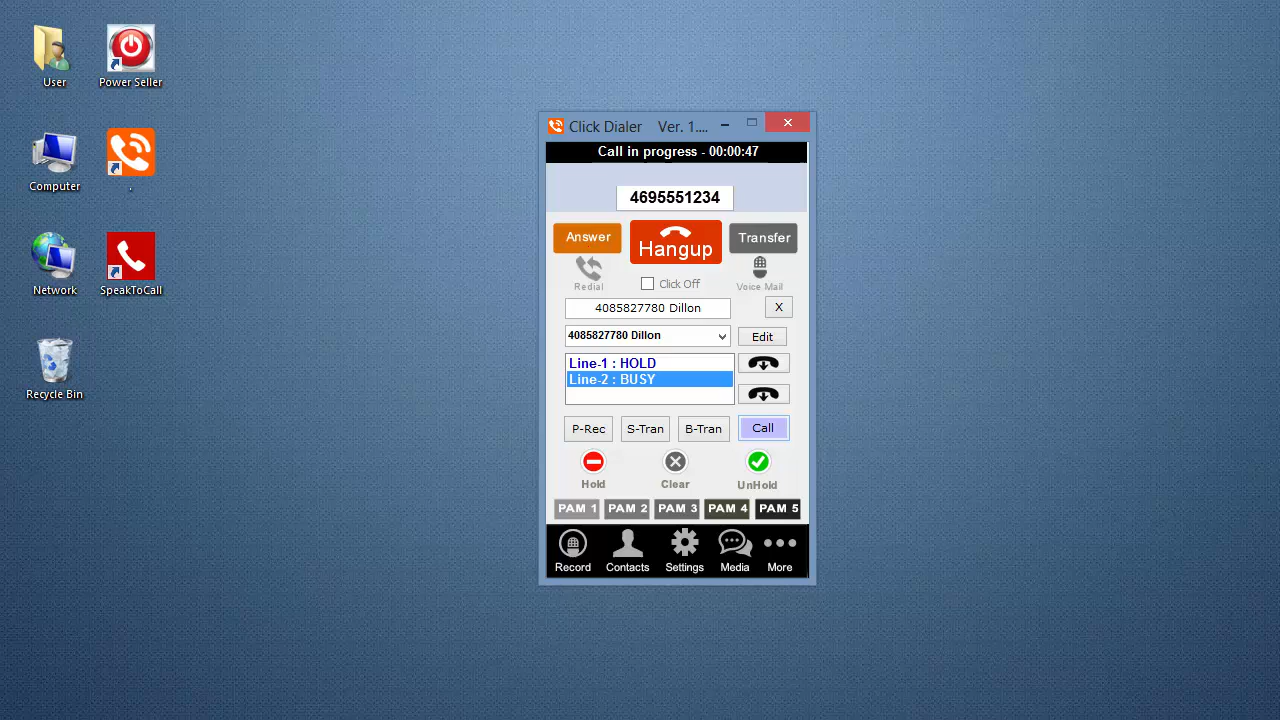 User
Power Seller
Computer
.
Network
SpeakToCall
Recycle Bin
Click Dialer Ver. 1....
Call in progress - 00:00:47
4695551234
Answer
Hangup
Transfer
Redial
Click Off
Voice Mail
4085827780 Dillon
X
4085827780 Dillon
Edit
Line-1 : HOLD
Line-2 : BUSY
P-Rec
S-Tran
B-Tran
Call
Hold
Clear
UnHold
PAM 1
PAM 2
PAM 3
PAM 4
PAM 5
Record
Contacts
Settings
Media
More